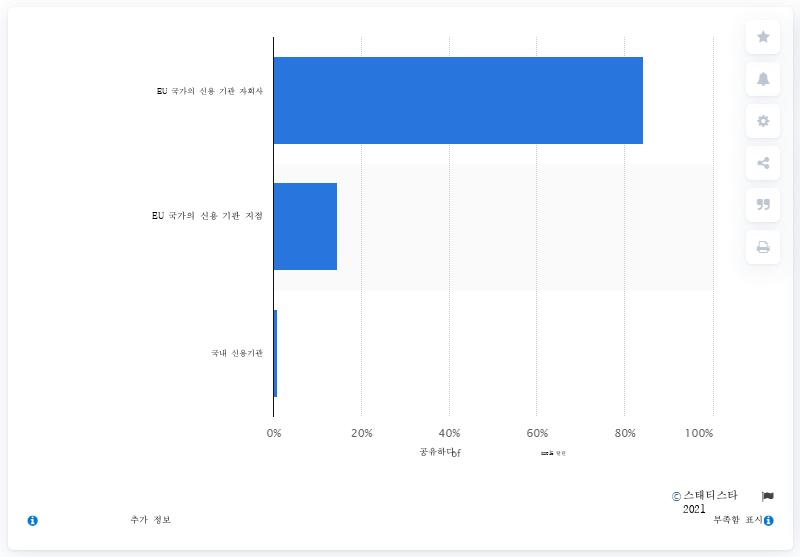 EU 국가의 신용 기관 자회사
EU 국가의 신용 기관 지점
국내 신용기관
0% 20% 40% 60% 80% 100%
공유하다 of
© 스태티스타 2021
추가 정보
부족함 표시